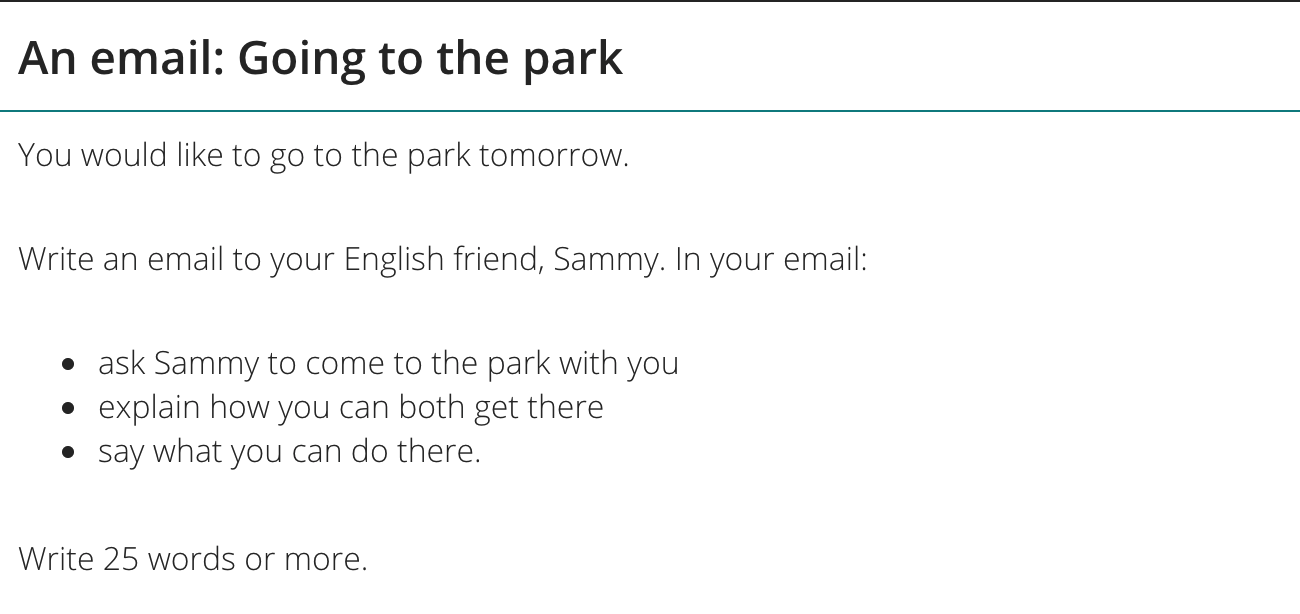 An email: Going to the park
You would like to go to the park tomorrow.
Write an email to your English friend, Sammy. In your email:
• ask Sammy to come to the park with you
• explain how you can both get there
• say what you can do there.
Write 25 words or more.